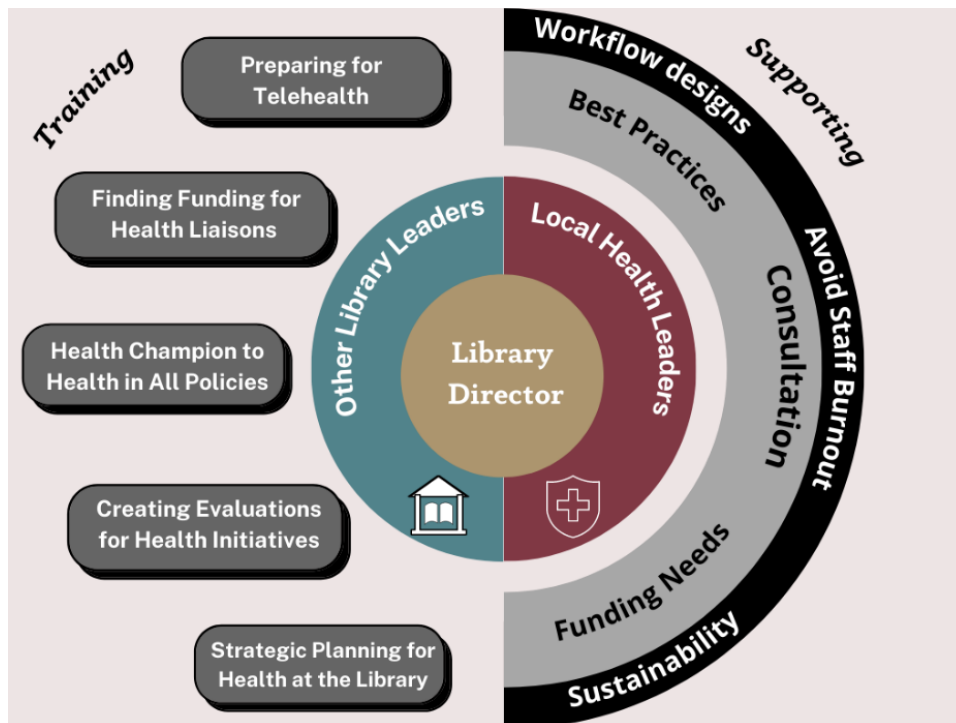 Training
Preparing for
Telehealth
Finding Funding for
Health Liaisons
Health Champion to
Health in All Policies
Creating Evaluations
for Health Initiatives
Strategic Planning for
Health at the Library
Other Library Leaders
Local Health Leaders
Library
Director
Best Practices
Consultation
Funding Needs
Workflow designs
Avoid Staff Burnout
Sustainability
Supporting